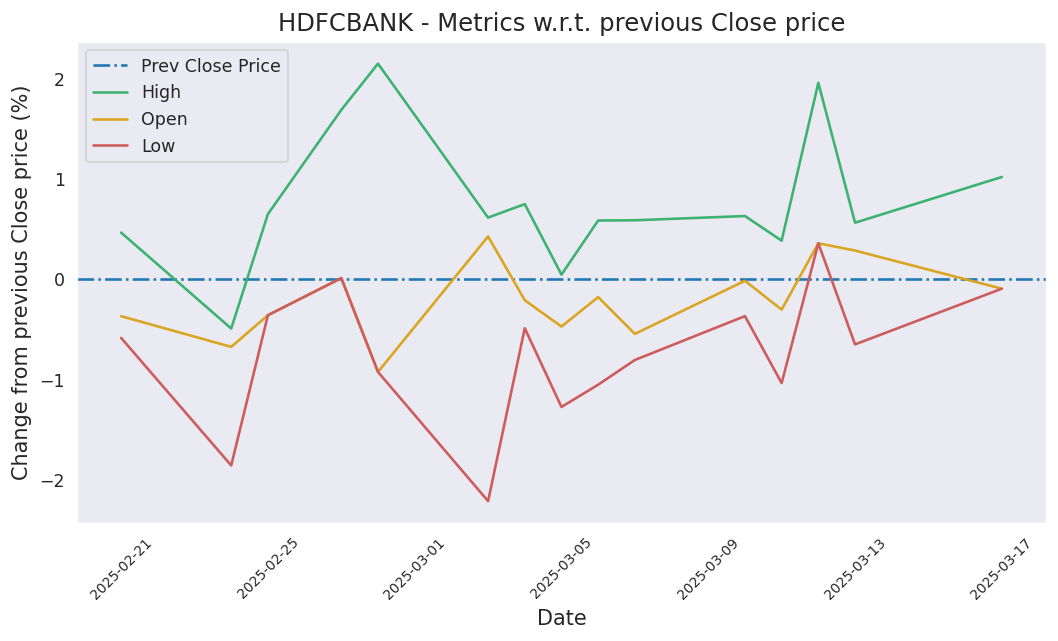 HDFCBANK - Metrics w.r.t. previous Close price
Prev Close Price
High
Open
Low
Change from previous Close price (%)
2
1
0
−1
−2
2025-02-21
2025-02-25
2025-03-01
2025-03-05
2025-03-09
2025-03-13
2025-03-17
Date